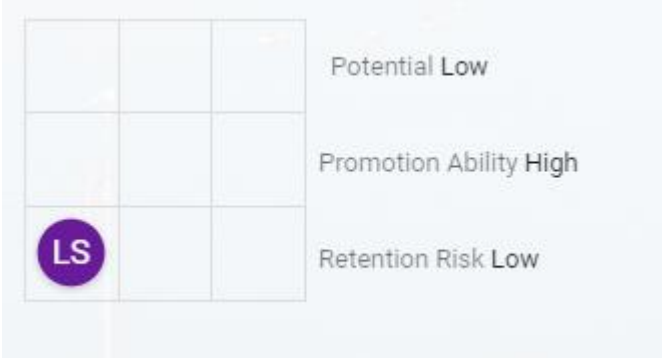 Potential Low
Promotion Ability High
LS
Retention Risk Low